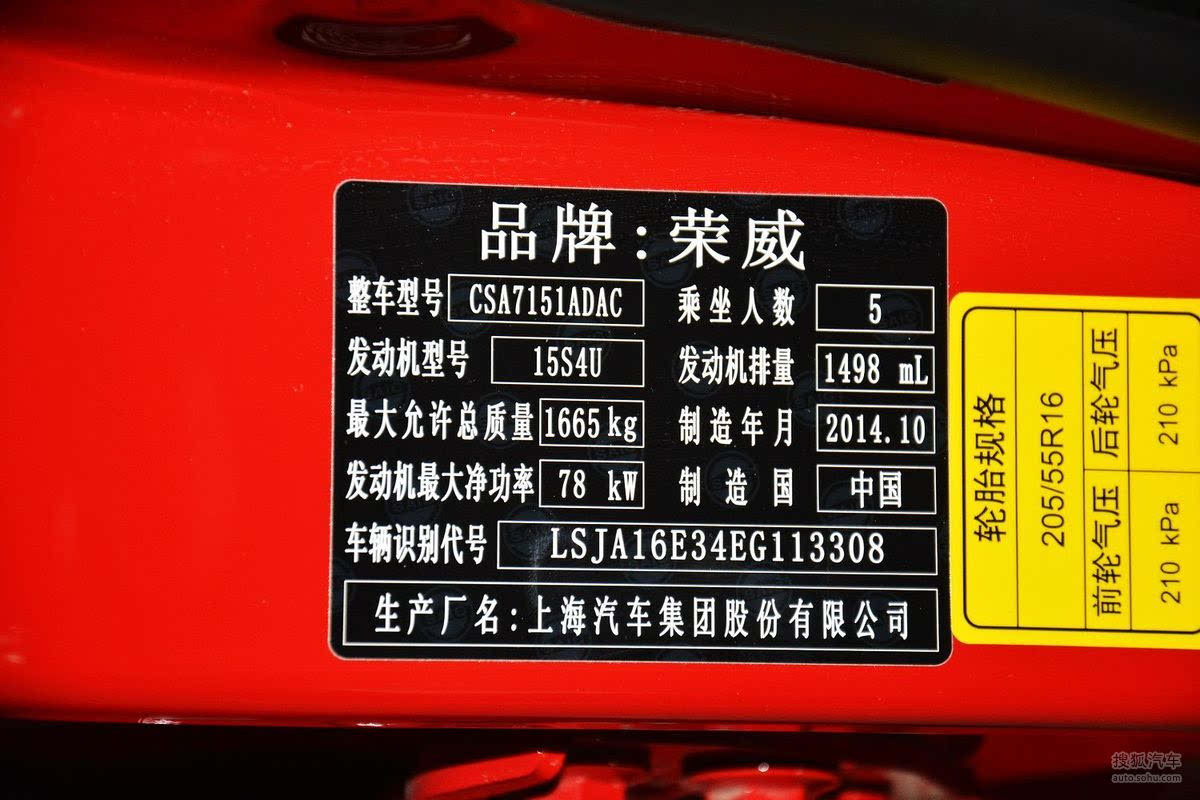 品牌:荣威
整车型号 CSA7151ADAC 乘坐人数 5
发动机型号 15S4U 发动机排量 1498 mL
最大允许总质量 1665kg 制造年月 2014.10
发动机最大净功率 78 kW 制造国 中国
车辆识别代号 LSJA16E34EG113308
生产厂名:上海汽车集团股份有限公司
轮胎规格
205/55R16
前轮气压 后轮气压
210 kPa 210 kPa
搜狐汽车
auto.sohu.com